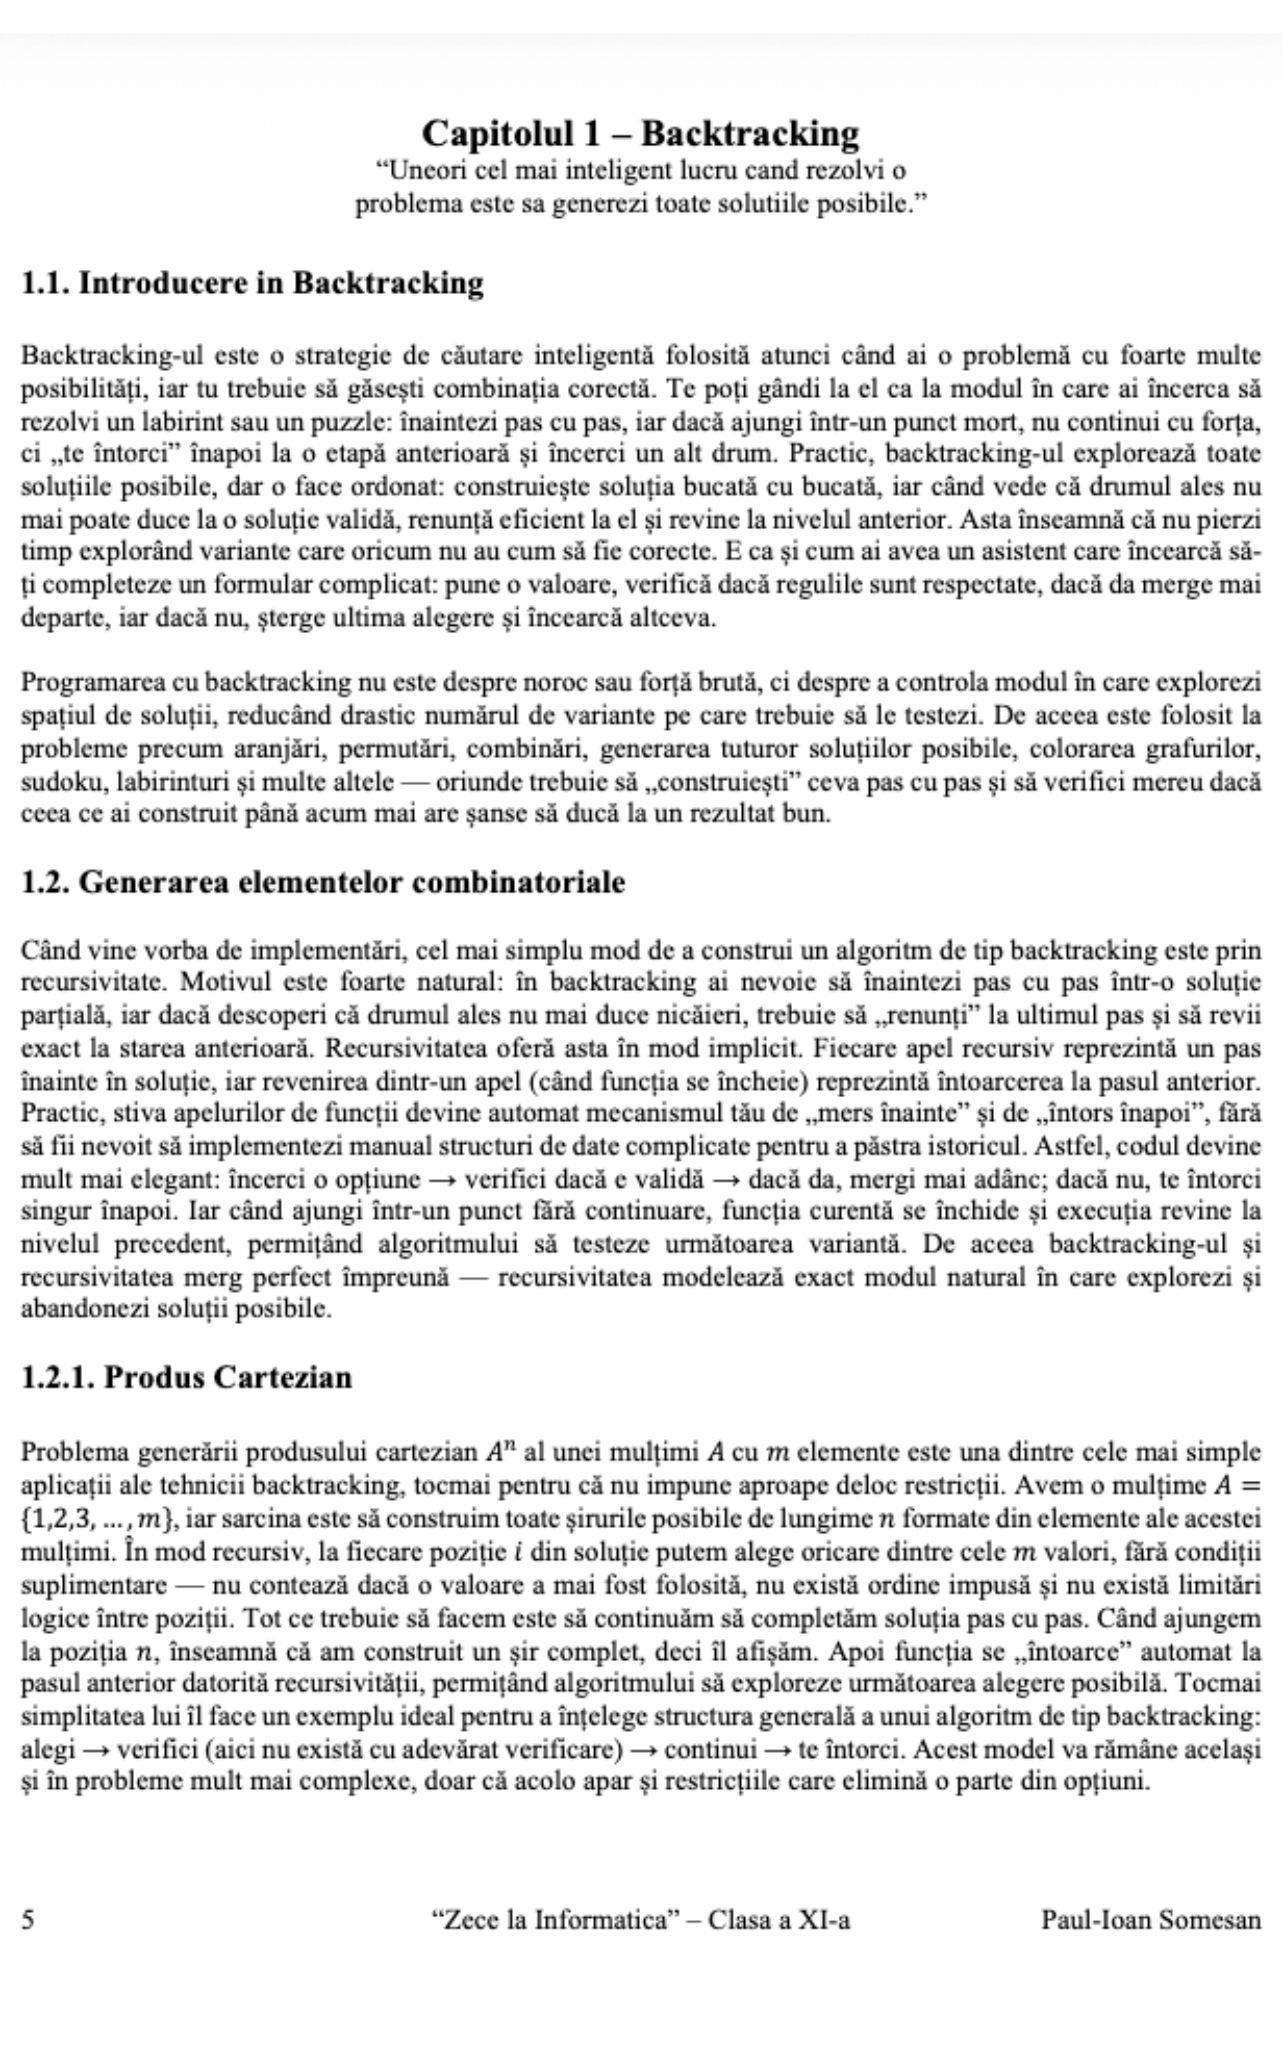 Capitolul 1 – Backtracking
“Uneori cel mai inteligent lucru cand rezolvi o
problema este sa generezi toate solutiile posibile.”
1.1. Introducere in Backtracking
Backtracking-ul este o strategie de căutare inteligentă folosită atunci când ai o problemă cu foarte multe
posibilități, iar tu trebuie să găsești combinația corectă. Te poți gândi la el ca la modul în care ai încerca să
rezolvi un labirint sau un puzzle: înaintezi pas cu pas, iar dacă ajungi într-un punct mort, nu continui cu forța,
ci „te întorci” înapoi la o etapă anterioară și încerci un alt drum. Practic, backtracking-ul explorează toate
soluțiile posibile, dar o face ordonat: construiește soluția bucată cu bucată, iar când vede că drumul ales nu
mai poate duce la o soluție validă, renunță eficient la el și revine la nivelul anterior. Asta înseamnă că nu pierzi
timp explorând variante care oricum nu au cum să fie corecte. E ca și cum ai avea un asistent care încearcă să-
ți completeze un formular complicat: pune o valoare, verifică dacă regulile sunt respectate, dacă da merge mai
departe, iar dacă nu, șterge ultima alegere și încearcă altceva.
Programarea cu backtracking nu este despre noroc sau forță brută, ci despre a controla modul în care explorezi
spațiul de soluții, reducând drastic numărul de variante pe care trebuie să le testezi. De aceea este folosit la
probleme precum aranjări, permutări, combinări, generarea tuturor soluțiilor posibile, colorarea grafurilor,
sudoku, labirinturi și multe altele — oriunde trebuie să „construiești” ceva pas cu pas și să verifici mereu dacă
ceea ce ai construit până acum mai are șanse să ducă la un rezultat bun.
1.2. Generarea elementelor combinatoriale
Când vine vorba de implementări, cel mai simplu mod de a construi un algoritm de tip backtracking este prin
recursivitate. Motivul este foarte natural: în backtracking ai nevoie să înaintezi pas cu pas într-o soluție
parțială, iar dacă descoperi că drumul ales nu mai duce nicăieri, trebuie să „renunți” la ultimul pas și să revii
exact la starea anterioară. Recursivitatea oferă asta în mod implicit. Fiecare apel recursiv reprezintă un pas
înainte în soluție, iar revenirea dintr-un apel (când funcția se încheie) reprezintă întoarcerea la pasul anterior.
Practic, stiva apelurilor de funcții devine automat mecanismul tău de „mers înainte” și de „întors înapoi”, fără
să fii nevoit să implementezi manual structuri de date complicate pentru a păstra istoricul. Astfel, codul devine
mult mai elegant: încerci o opțiune → verifici dacă e validă → dacă da, mergi mai adânc; dacă nu, te întorci
singur înapoi. Iar când ajungi într-un punct fără continuare, funcția curentă se închide și execuția revine la
nivelul precedent, permițând algoritmului să testeze următoarea variantă. De aceea backtracking-ul și
recursivitatea merg perfect împreună — recursivitatea modelează exact modul natural în care explorezi și
abandonezi soluții posibile.
1.2.1. Produs Cartezian
Problema generării produsului cartezian Aⁿ al unei mulțimi A cu m elemente este una dintre cele mai simple
aplicații ale tehnicii backtracking, tocmai pentru că nu impune aproape deloc restricții. Avem o mulțime A =
{1,2,3, … , m}, iar sarcina este să construim toate șirurile posibile de lungime n formate din elemente ale acestei
mulțimi. În mod recursiv, la fiecare poziție i din soluție putem alege oricare dintre cele m valori, fără condiții
suplimentare — nu contează dacă o valoare a mai fost folosită, nu există ordine impusă și nu există limitări
logice între poziții. Tot ce trebuie să facem este să continuăm să completăm soluția pas cu pas. Când ajungem
la poziția n, înseamnă că am construit un șir complet, deci îl afișăm. Apoi funcția se „întoarce” automat la
pasul anterior datorită recursivității, permițând algoritmului să exploreze următoarea alegere posibilă. Tocmai
simplitatea lui îl face un exemplu ideal pentru a înțelege structura generală a unui algoritm de tip backtracking:
alegi → verifici (aici nu există cu adevărat verificare) → continui → te întorci. Acest model va rămâne același
și în probleme mult mai complexe, doar că acolo apar și restricțiile care elimină o parte din opțiuni.
5 “Zece la Informatica” – Clasa a XI-a Paul-Ioan Somesan